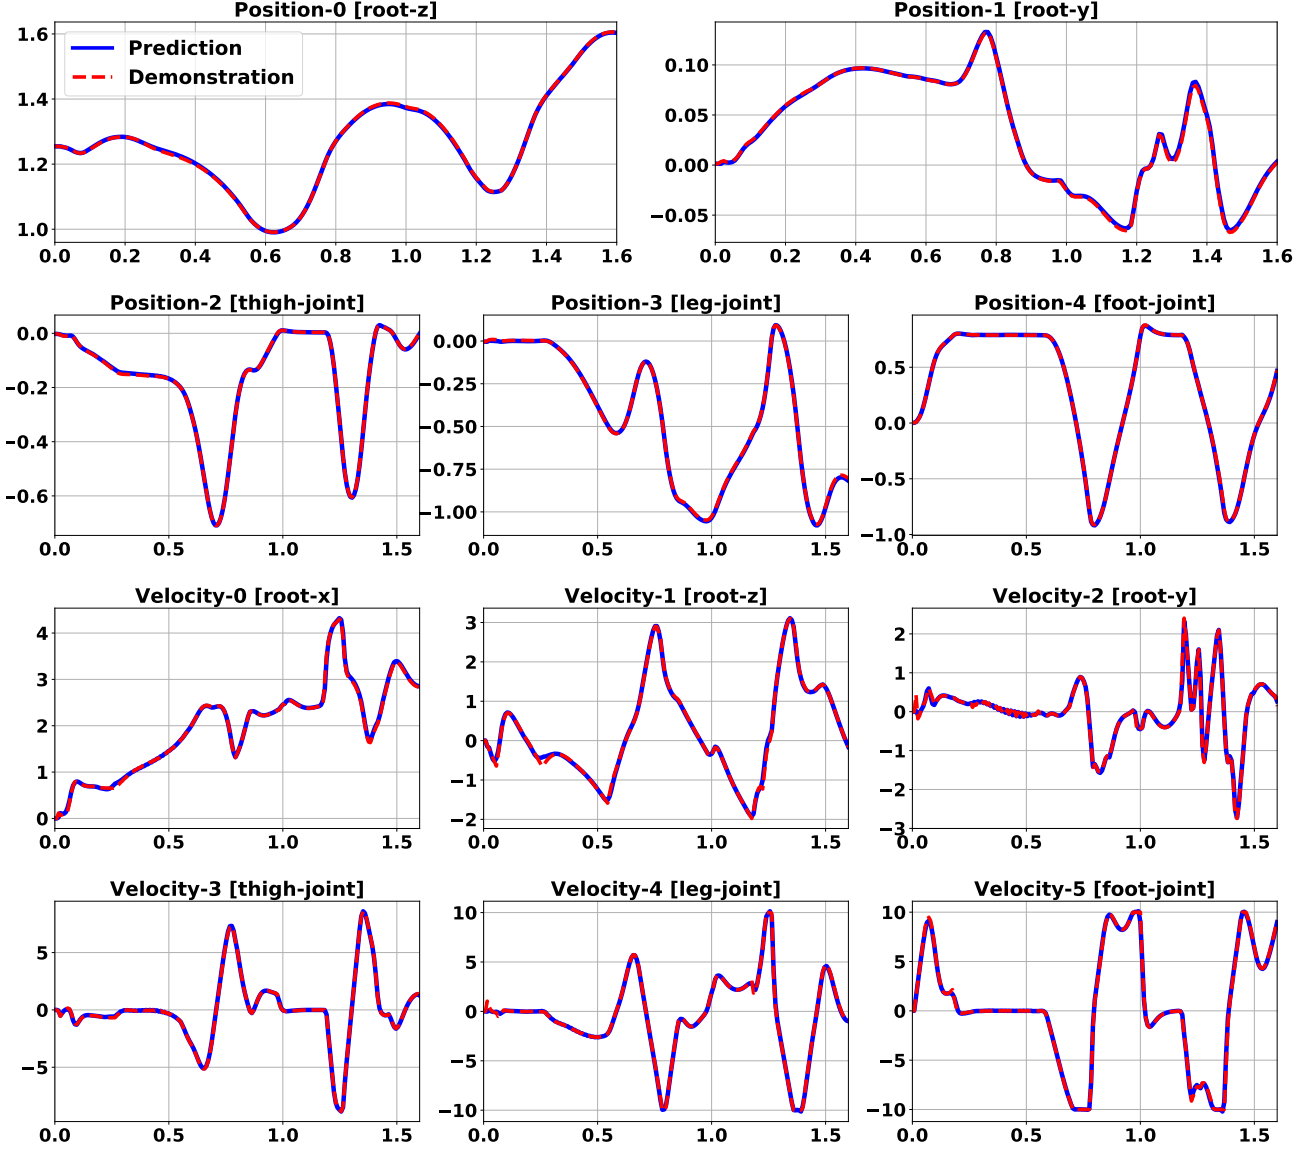 Position-0 [root-z]
1.6
1.4
1.2
1.0
Prediction
Demonstration
0.0 0.2 0.4 0.6 0.8 1.0 1.2 1.4 1.6
Position-1 [root-y]
0.10
0.05
0.00
−0.05
0.0 0.2 0.4 0.6 0.8 1.0 1.2 1.4 1.6
Position-2 [thigh-joint]
0.0
−0.2
−0.4
−0.6
0.0 0.5 1.0 1.5
Position-3 [leg-joint]
0.00
−0.25
−0.50
−0.75
−1.00
0.0 0.5 1.0 1.5
Position-4 [foot-joint]
0.5
0.0
−0.5
−1.0
0.0 0.5 1.0 1.5
Velocity-0 [root-x]
4
3
2
1
0
0.0 0.5 1.0 1.5
Velocity-1 [root-z]
3
2
1
0
−1
−2
0.0 0.5 1.0 1.5
Velocity-2 [root-y]
2
1
0
−1
−2
−3
0.0 0.5 1.0 1.5
Velocity-3 [thigh-joint]
5
0
−5
0.0 0.5 1.0 1.5
Velocity-4 [leg-joint]
10
5
0
−5
−10
0.0 0.5 1.0 1.5
Velocity-5 [foot-joint]
10
5
0
−5
−10
0.0 0.5 1.0 1.5